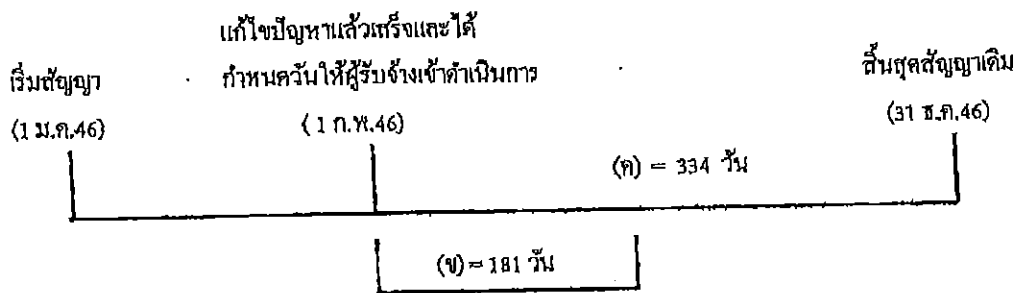 แก้ไขปัญหาแล้วเสร็จและได้
เริ่มสัญญา กำหนดวันให้ผู้รับจ้างเข้าดำเนินการ สิ้นสุดสัญญาเดิม
(1 ม.ค.46) (1 ก.พ.46) (31 ธ.ค.46)
(ค) = 334 วัน
(ข) = 181 วัน